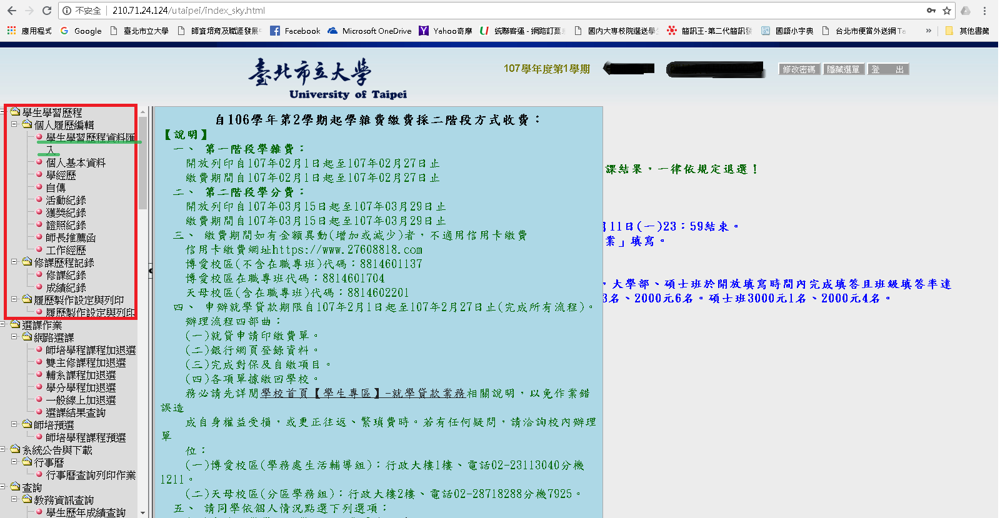 不安全 210.71.24.124/utaipei/index_sky.html
應用程式 Google 臺北市立大學 師資培育及職涯發展 Facebook Microsoft OneDrive Yahoo奇摩 統聯客運 - 網路訂票 國內大專校院選送學 簡訊王-第二代簡訊 國語小字典 台北市便當外送網 Ta » 其他書籤
臺北市立大學
University of Taipei
107學年度第1學期
修改密碼 隱藏選單 登 出
學生學習歷程
個人履歷編輯
學生學習歷程資料匯
入
個人基本資料
學經歷
自傳
活動紀錄
獲獎紀錄
證照紀錄
師長推薦函
工作經歷
修課歷程記錄
修課紀錄
成績紀錄
履歷製作設定與列印
履歷製作設定與列印
選課作業
網路選課
師培學程課程加退選
雙主修課程加退選
輔系課程加退選
學分學程加退選
一般線上加退選
選課結果查詢
師培預選
師培學程課程預選
系統公告與下載
行事曆
行事曆查詢列印作業
查詢
教務資訊查詢
學生歷年成績查詢
自106學年第2學期起學雜費繳費採二階段方式收費：
【說明】
一、 第一階段學雜費：
開放列印自107年02月1日起至107年02月27日止
繳費期間自107年02月1日起至107年02月27日止
二、 第二階段學分費：
開放列印自107年03月15日起至107年03月29日止
繳費期間自107年03月15日起至107年03月29日止
三、 繳費期間如有金額異動(增加或減少)者，不適用信用卡繳費
信用卡繳費網址https://www.27608818.com
博愛校區(不含在職專班)代碼：8814601137
博愛校區在職專班代碼：8814601704
天母校區(含在職專班)代碼：8814602201
四、 申辦就學貸款期限自107年2月1日起至107年2月27日止(完成所有流程)。
辦理流程四部曲：
(一)就貸申請印繳費單。
(二)銀行網頁登錄資料。
(三)完成對保及自繳項目。
(四)各項單據繳回學校。
務必請先詳閱學校首頁【學生專區】-就學貸款業務相關說明，以免作業錯
誤造
成自身權益受損，或更正往返、繁瑣費時。若有任何疑問，請洽詢校內辦理
單
位：
(一)博愛校區(學務處生活輔導組)：行政大樓1樓、電話02-23113040分機
1211。
(二)天母校區(分區學務組)：行政大樓2樓、電話02-28718288分機7925。
五、 請同學依個人情況點選下列選項：
課結果，一律依規定退選！
月11日(一)23：59結束。
業」填寫。
，大學部、碩士班於開放填寫時間內完成填答且班級填答率達
3名、2000元6名。碩士班3000元1名、2000元4名。